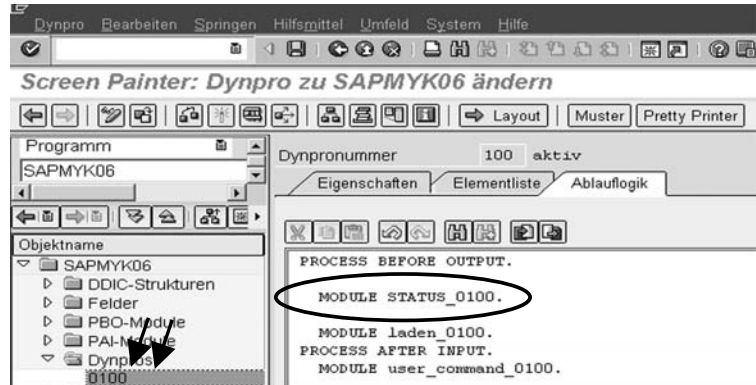 Dynpro Bearbeiten Springen Hilfsmittel Umfeld System Hilfe
Screen Painter: Dynpro zu SAPMYK06 ändern
Layout Muster Pretty Printer
Programm
SAPMYK06
Dynpronummer 100 aktiv
Eigenschaften Elementliste Ablauflogik
Objektname
SAPMYK06
DDIC-Strukturen
Felder
PBO-Module
PAI-Module
Dynpros
0100
PROCESS BEFORE OUTPUT.
MODULE STATUS_0100.
MODULE laden_0100.
PROCESS AFTER INPUT.
MODULE user_command_0100.